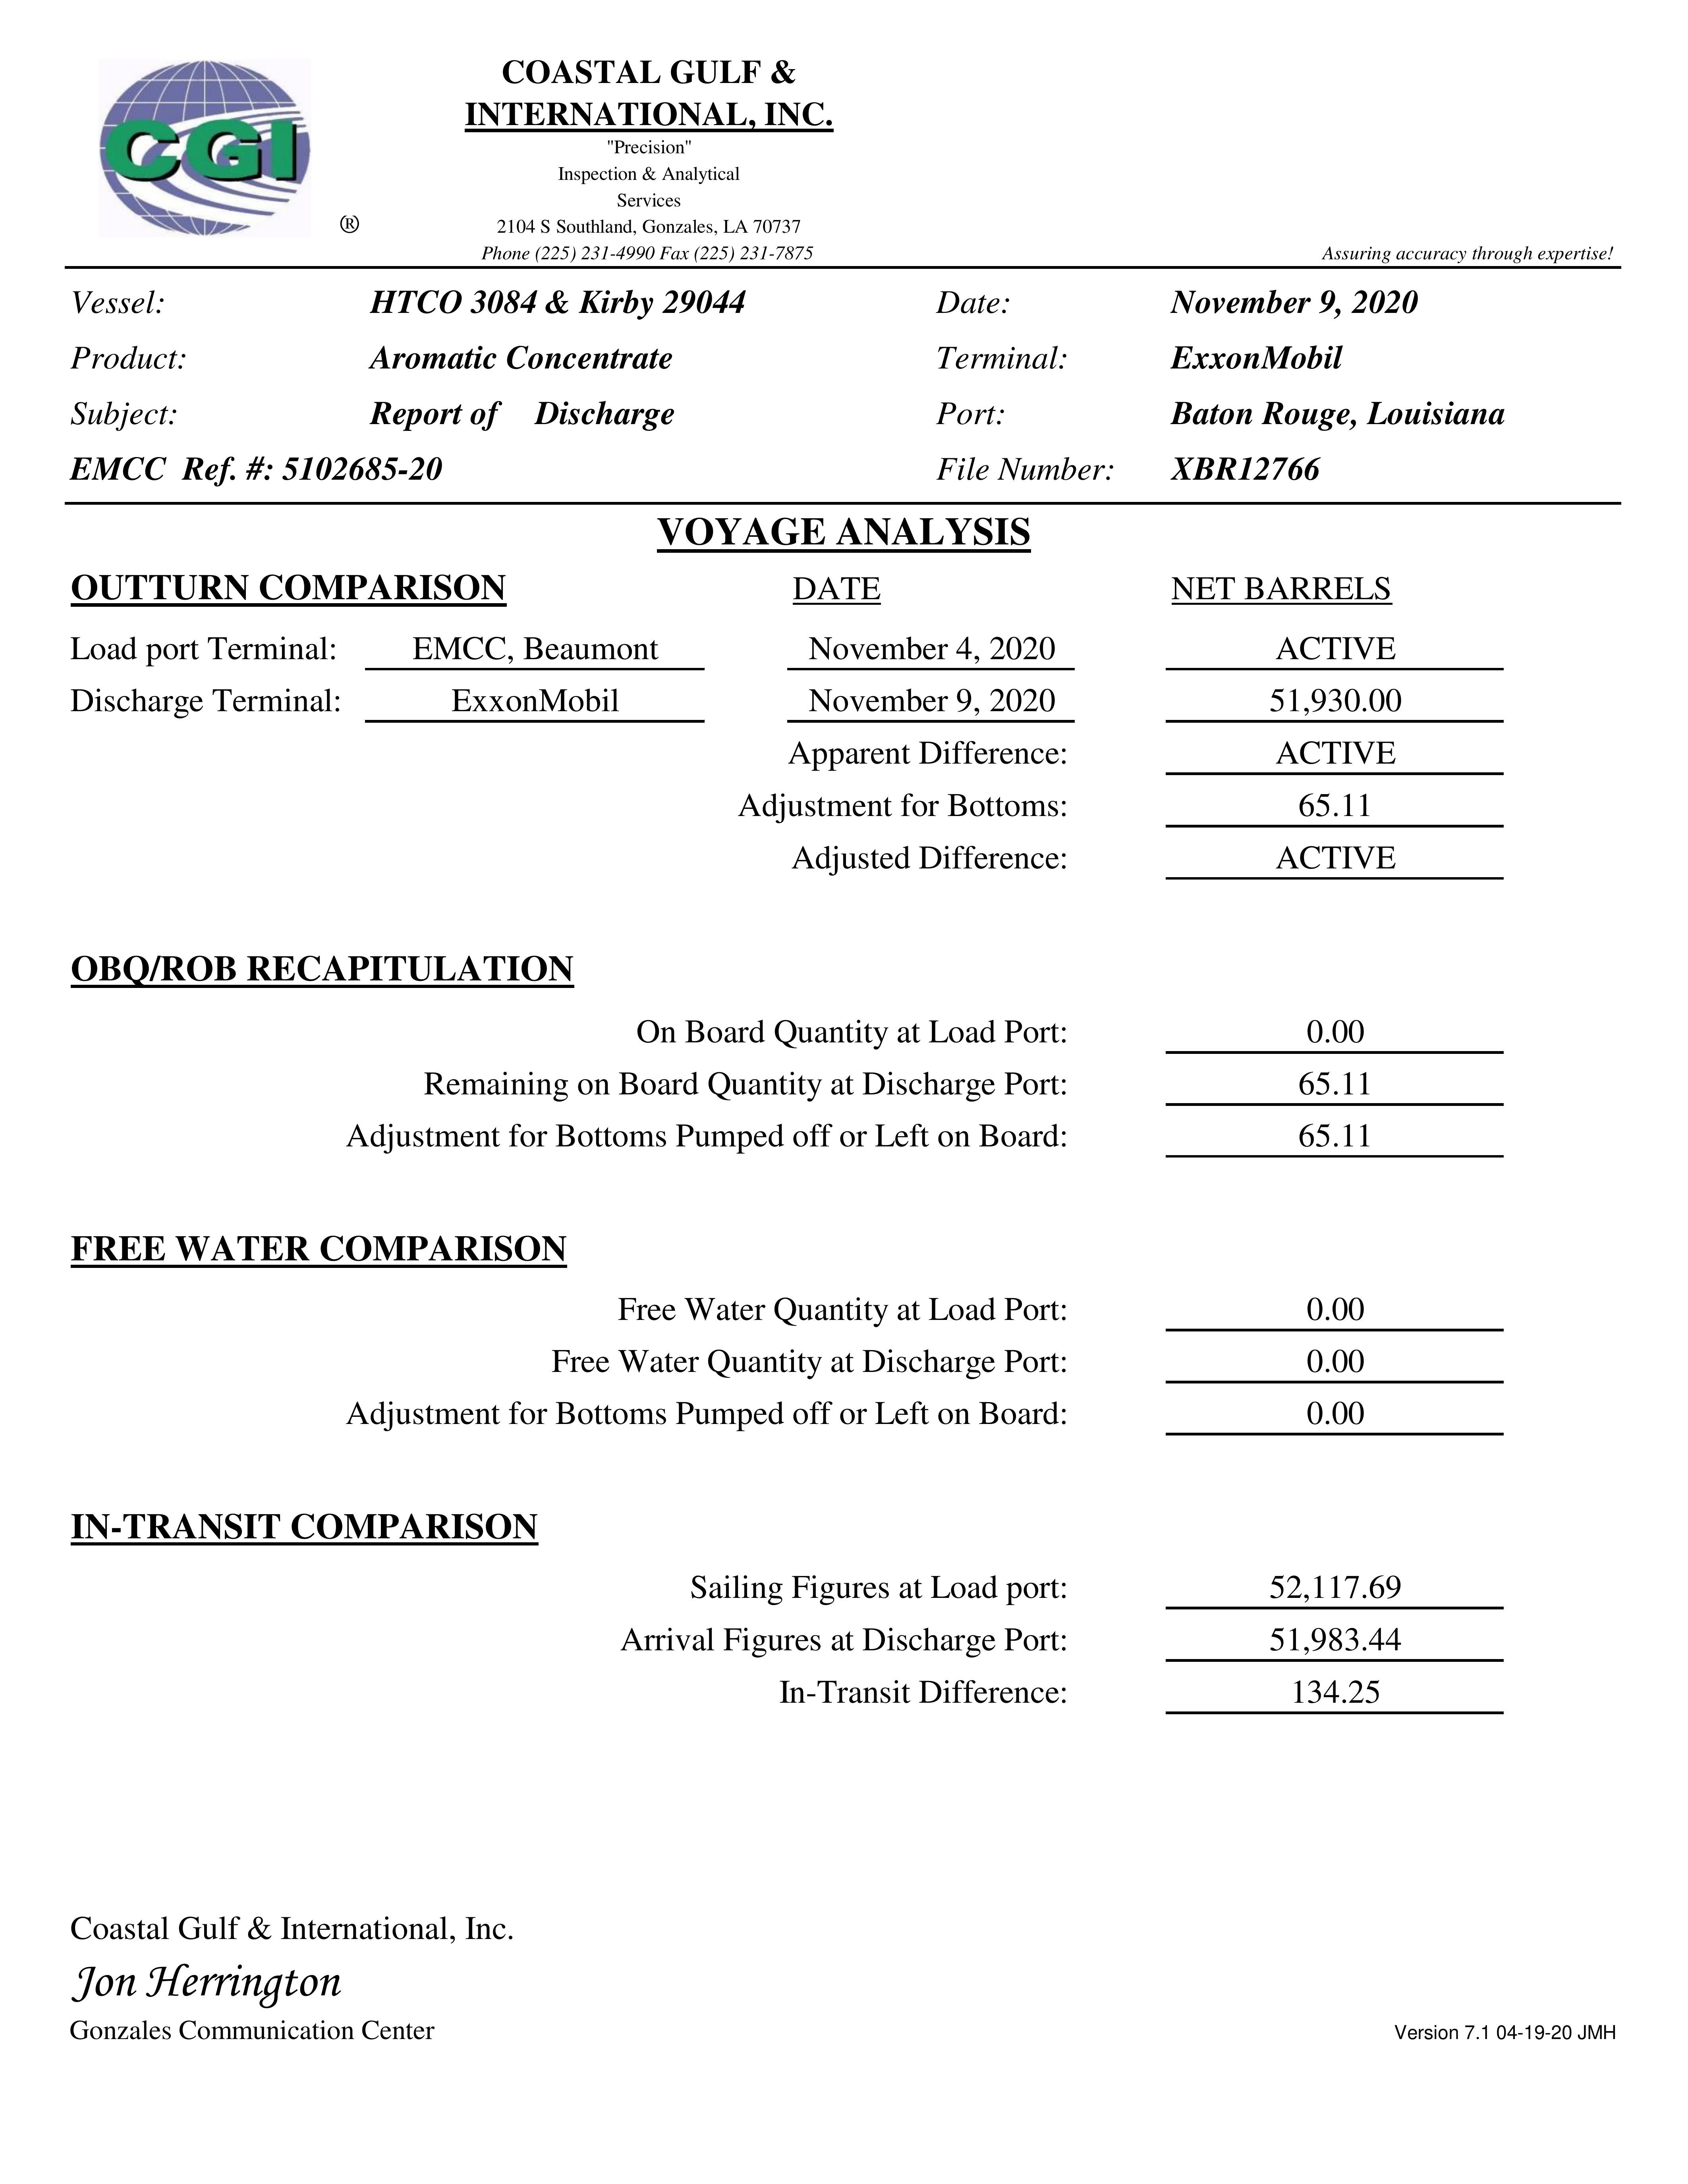 CGI
®
COASTAL GULF &
INTERNATIONAL, INC.
"Precision"
Inspection & Analytical
Services
2104 S Southland, Gonzales, LA 70737
Phone (225) 231-4990 Fax (225) 231-7875
Assuring accuracy through expertise!
Vessel: HTCO 3084 & Kirby 29044 Date: November 9, 2020
Product: Aromatic Concentrate Terminal: ExxonMobil
Subject: Report of Discharge Port: Baton Rouge, Louisiana
EMCC Ref. #: 5102685-20 File Number: XBR12766
VOYAGE ANALYSIS
OUTTURN COMPARISON DATE NET BARRELS
Load port Terminal: EMCC, Beaumont November 4, 2020 ACTIVE
Discharge Terminal: ExxonMobil November 9, 2020 51,930.00
Apparent Difference: ACTIVE
Adjustment for Bottoms: 65.11
Adjusted Difference: ACTIVE
OBQ/ROB RECAPITULATION
On Board Quantity at Load Port: 0.00
Remaining on Board Quantity at Discharge Port: 65.11
Adjustment for Bottoms Pumped off or Left on Board: 65.11
FREE WATER COMPARISON
Free Water Quantity at Load Port: 0.00
Free Water Quantity at Discharge Port: 0.00
Adjustment for Bottoms Pumped off or Left on Board: 0.00
IN-TRANSIT COMPARISON
Sailing Figures at Load port: 52,117.69
Arrival Figures at Discharge Port: 51,983.44
In-Transit Difference: 134.25
Coastal Gulf & International, Inc.
Jon Herrington
Gonzales Communication Center
Version 7.1 04-19-20 JMH